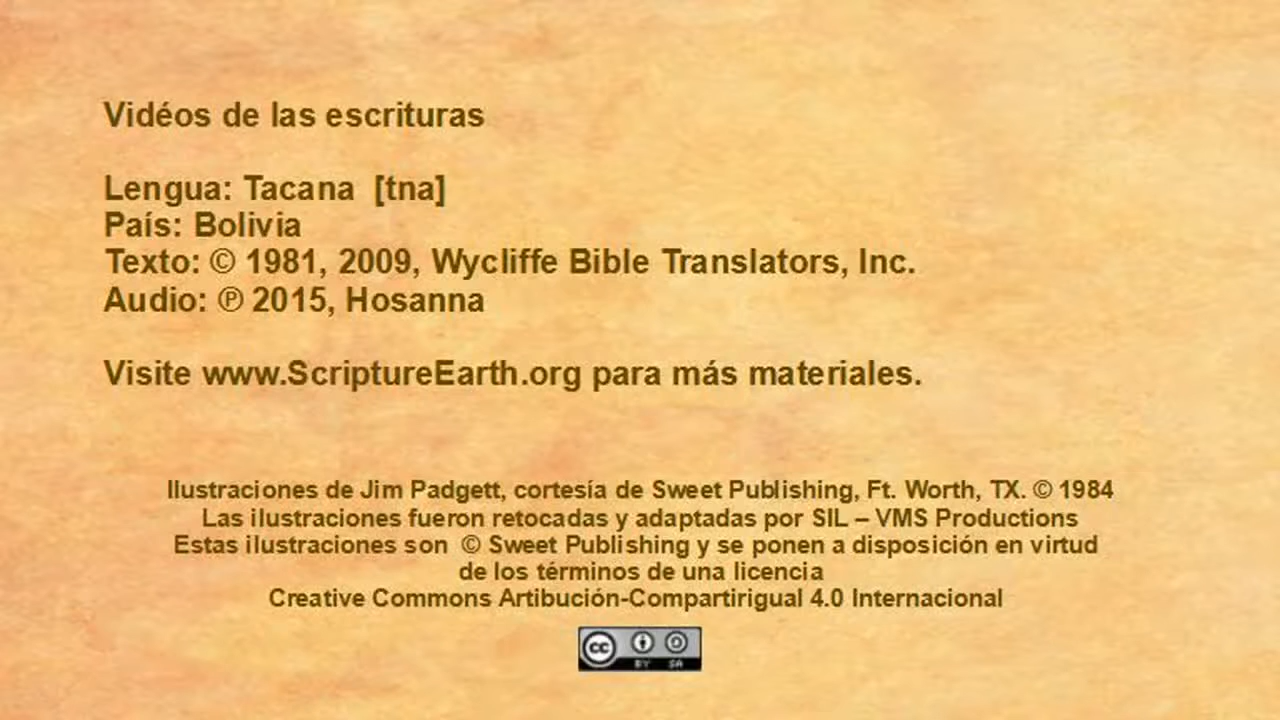 Vidéos de las escrituras
Lengua: Tacana [tna]
País: Bolivia
Texto: © 1981, 2009, Wycliffe Bible Translators, Inc.
Audio: ℗ 2015, Hosanna
Visite www.ScriptureEarth.org para más materiales.
Ilustraciones de Jim Padgett, cortesía de Sweet Publishing, Ft. Worth, TX. © 1984
Las ilustraciones fueron retocadas y adaptadas por SIL – VMS Productions
Estas ilustraciones son © Sweet Publishing y se ponen a disposición en virtud
de los términos de una licencia
Creative Commons Artibución-Compartirigual 4.0 Internacional
cc BY SA